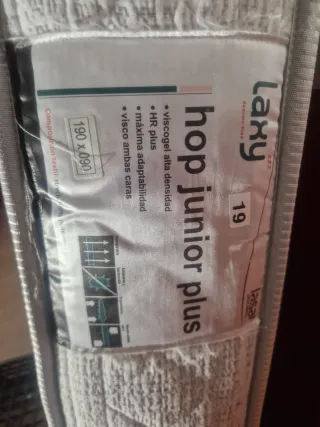 laxy
19
hop junior plus
• viscogel alta densidad
• HR plus
• máxima adaptabilidad
• visco ambas caras
190 x 090